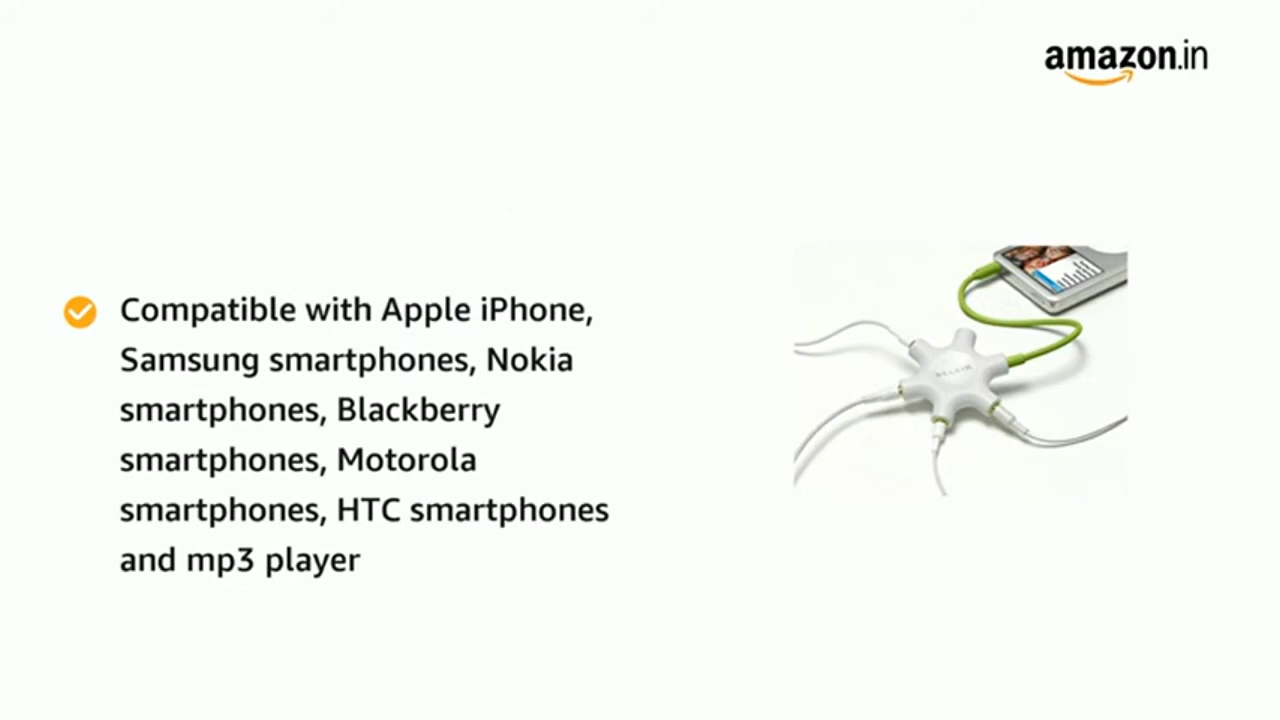 amazon.in
Compatible with Apple iPhone,
Samsung smartphones, Nokia
smartphones, Blackberry
smartphones, Motorola
smartphones, HTC smartphones
and mp3 player
BELKIN